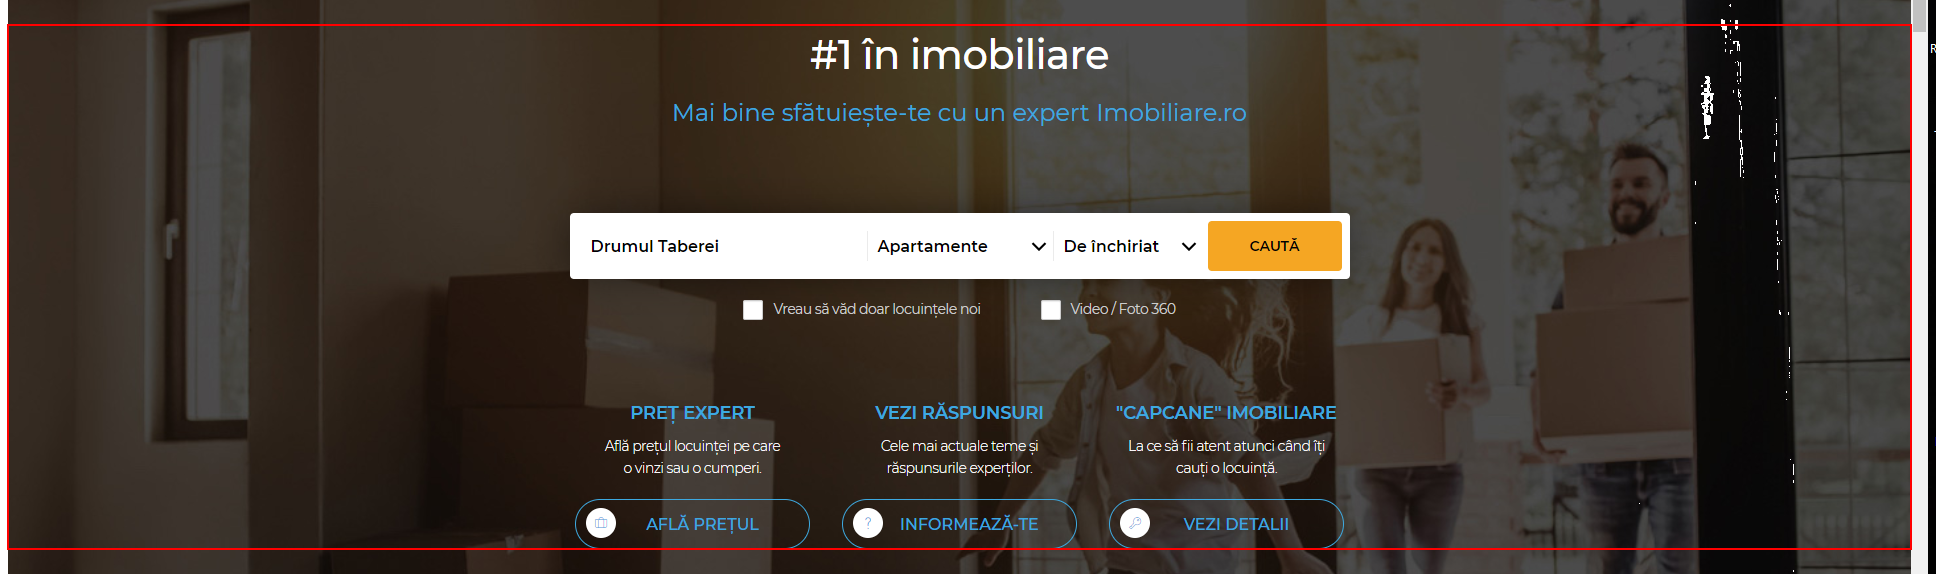 #1 în imobiliare
Mai bine sfătuiește-te cu un expert Imobiliare.ro
Drumul Taberei
Apartamente
De închiriat
CAUTĂ
Vreau să văd doar locuințele noi
Video / Foto 360
PREȚ EXPERT
Află prețul locuinței pe care
o vinzi sau o cumperi.
AFLĂ PREȚUL
VEZI RĂSPUNSURI
Cele mai actuale teme și
răspunsurile experților.
?
INFORMEAZĂ-TE
"CAPCANE" IMOBILIARE
La ce să fii atent atunci când îți
cauți o locuință.
VEZI DETALII